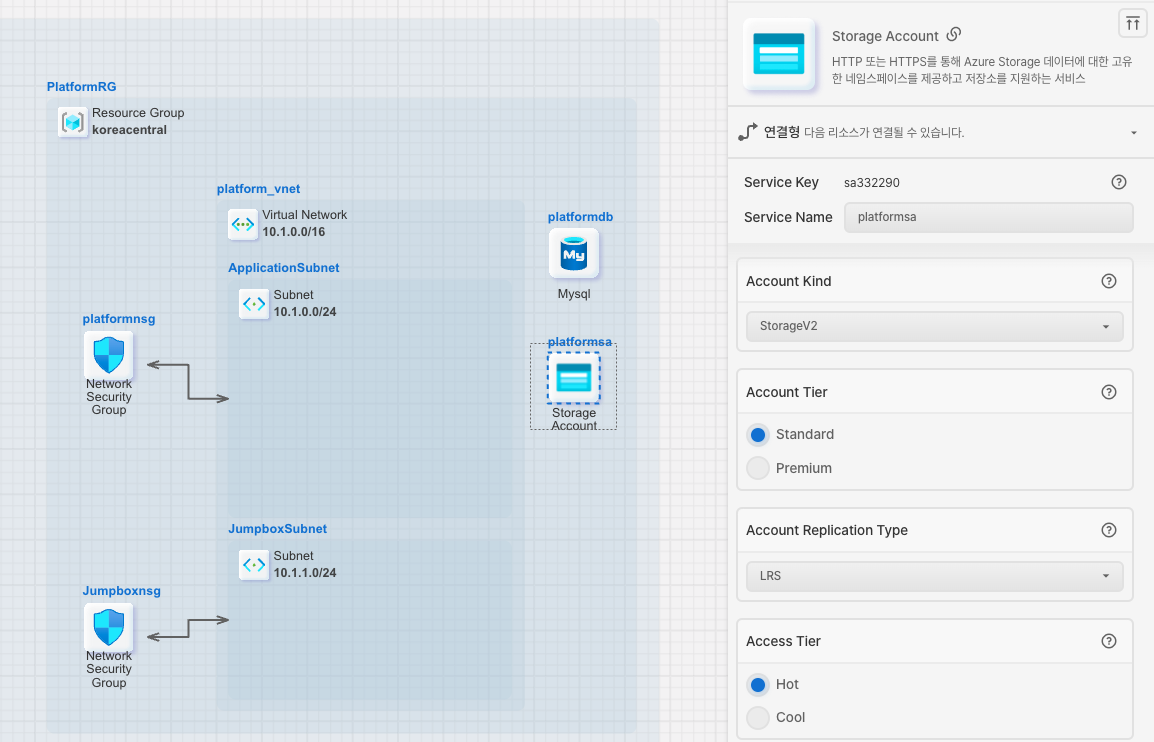 PlatformRG
Resource Group
koreacentral
platform_vnet
Virtual Network
10.1.0.0/16
ApplicationSubnet
Subnet
10.1.0.0/24
platformnsg
Network
Security
Group
platformdb
My
Mysql
platformsa
Storage
Account
JumpboxSubnet
Subnet
10.1.1.0/24
Jumpboxnsg
Network
Security
Group
Storage Account
HTTP 또는 HTTPS를 통해 Azure Storage 데이터에 대한 고유
한 네임스페이스를 제공하고 저장소를 지원하는 서비스
연결형 다음 리소스가 연결될 수 있습니다.
Service Key sa332290
Service Name platformsa
Account Kind
StorageV2
Account Tier
Standard
Premium
Account Replication Type
LRS
Access Tier
Hot
Cool